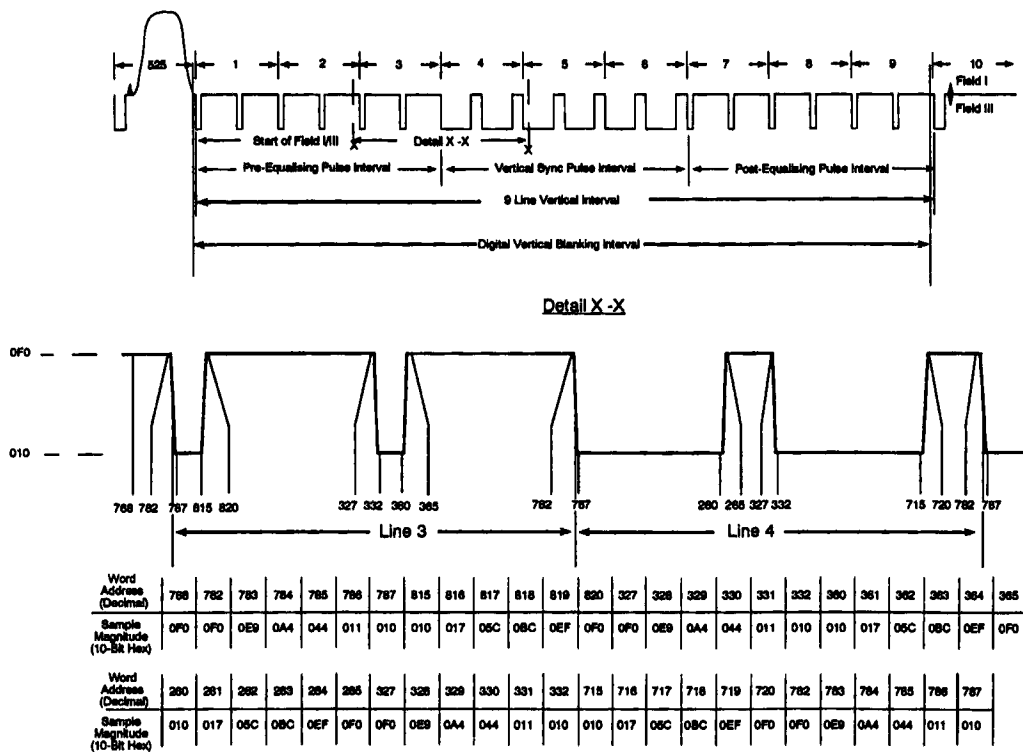 525 1 2 3 4 5 6 7 8 9 10
Field I
Field III
Start of Field I/III
X
Detail X -X
X
Pre-Equalising Pulse Interval
Vertical Sync Pulse Interval
Post-Equalising Pulse Interval
9 Line Vertical Interval
Digital Vertical Blanking Interval
Detail X -X
0F0
010
768 782 787 815 820 327 332 360 365 782 787 260 265 327 332 715 720 782 787
Line 3
Line 4
Word Address (Decimal) 768 782 783 784 785 786 787 815 816 817 818 819 820 327 328 329 330 331 332 360 361 362 363 364 365
Sample Magnitude (10-Bit Hex) 0F0 0F0 0E9 0A4 044 011 010 010 017 05C 0BC 0EF 0F0 0F0 0E9 0A4 044 011 010 010 017 05C 0BC 0EF 0F0
Word Address (Decimal) 260 261 262 263 264 265 327 328 329 330 331 332 715 716 717 718 719 720 782 783 784 785 786 787
Sample Magnitude (10-Bit Hex) 010 017 05C 0BC 0EF 0F0 0F0 0E9 0A4 044 011 010 010 017 05C 0BC 0EF 0F0 0F0 0E9 0A4 044 011 010